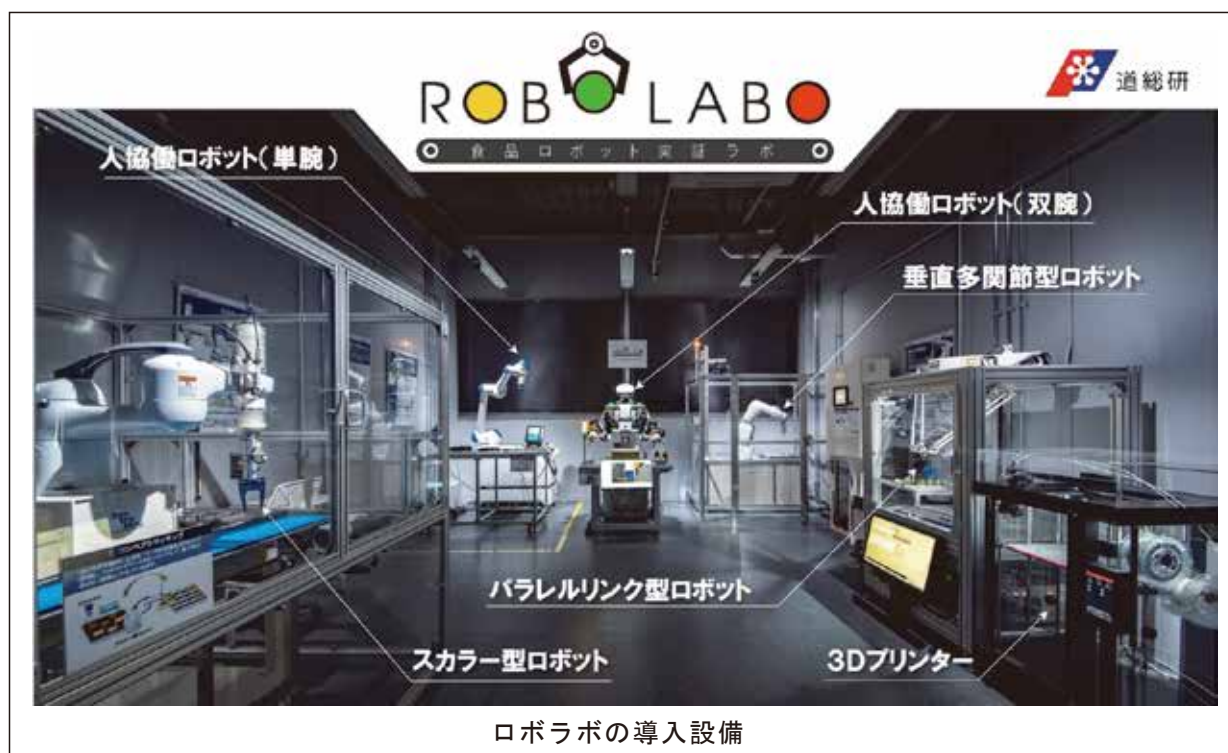 ROBO LABO
道総研
食品ロボット実証ラボ
人協働ロボット(単腕)
人協働ロボット(双腕)
垂直多関節型ロボット
パラレルリンク型ロボット
スカラー型ロボット
3Dプリンター
ロボラボの導入設備